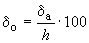 δₒ = δₐ / h · 100